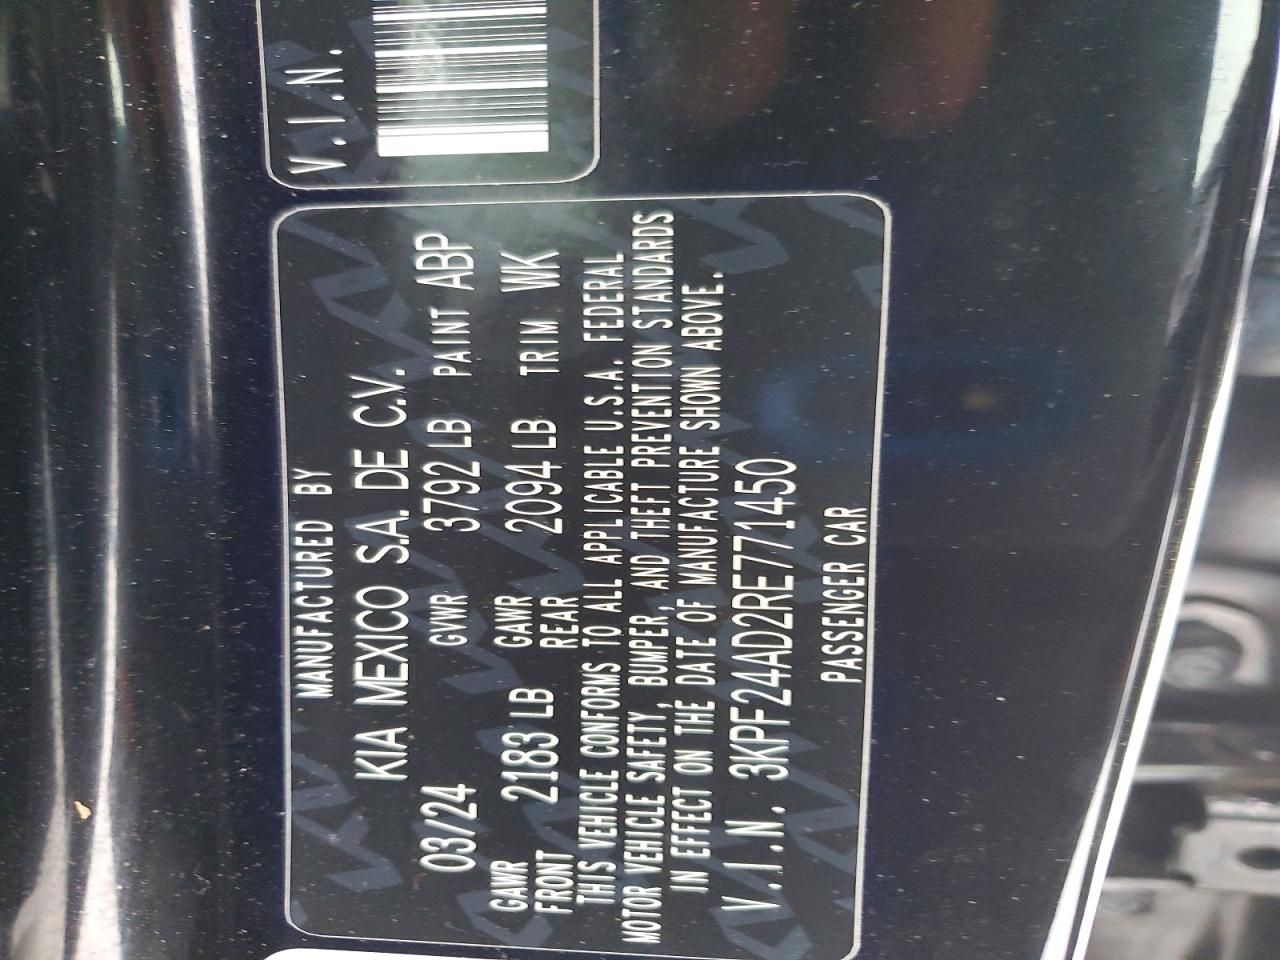 V.I.N.
MANUFACTURED BY
KIA MEXICO S.A. DE C.V.
03/24 GVWR 3792 LB PAINT ABP
GAWR FRONT 2183 LB GAWR REAR 2094 LB TRIM WK
THIS VEHICLE CONFORMS TO ALL APPLICABLE U.S.A. FEDERAL
MOTOR VEHICLE SAFETY, BUMPER, AND THEFT PREVENTION STANDARDS
IN EFFECT ON THE DATE OF MANUFACTURE SHOWN ABOVE.
V.I.N. 3KPF24AD2RE771450
PASSENGER CAR